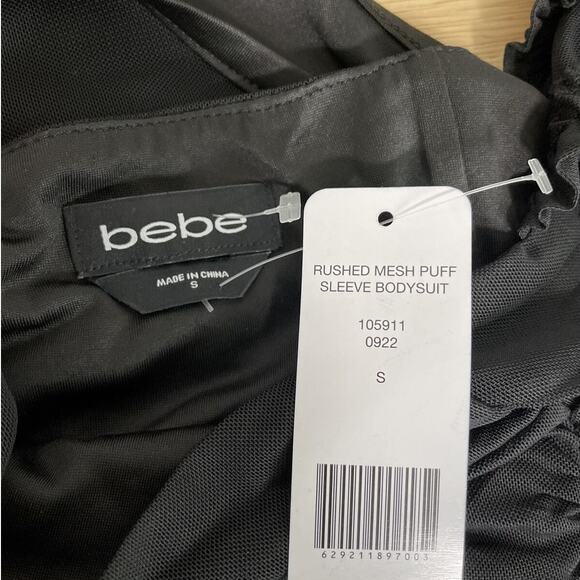 bebe
MADE IN CHINA
S
RUSHED MESH PUFF
SLEEVE BODYSUIT
105911
0922
S
629211897003